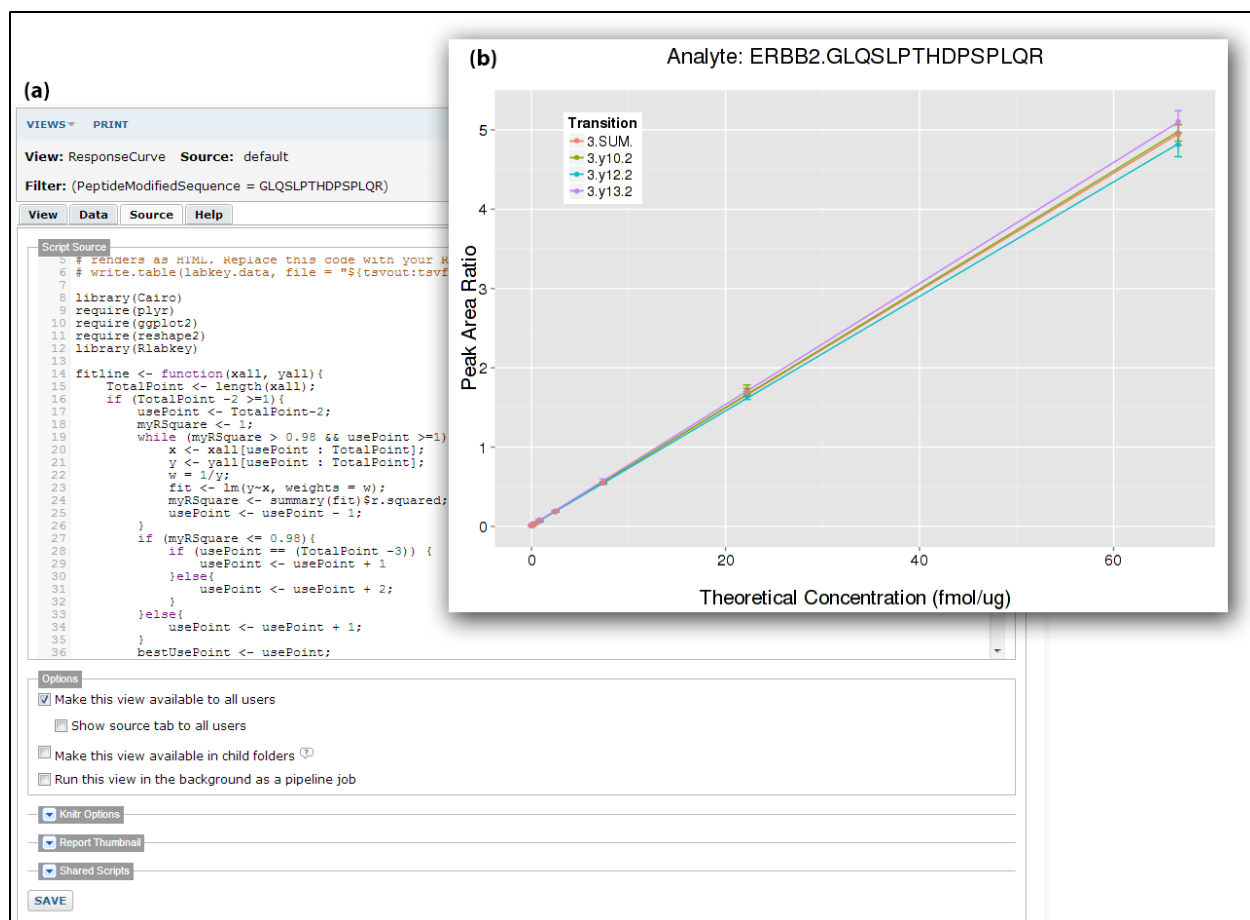 (a)
VIEWS PRINT
View: ResponseCurve Source: default
Filter: (PeptideModifiedSequence = GLQSLPTHDPSPLQR)
View Data Source Help
Script Source
5 # renders as HTML. Replace this code with your R
6 # write.table(labkey.data, file = "${tsvout:tsvf
7
8 library(Cairo)
9 require(plyr)
10 require(ggplot2)
11 require(reshape2)
12 library(Rlabkey)
13
14 fitline <- function(xall, yall){
15 TotalPoint <- length(xall);
16 if (TotalPoint -2 >=1){
17 usePoint <- TotalPoint-2;
18 myRSquare <- 1;
19 while (myRSquare > 0.98 && usePoint >=1)
20 x <- xall[usePoint : TotalPoint];
21 y <- yall[usePoint : TotalPoint];
22 w = 1/y;
23 fit <- lm(y~x, weights = w);
24 myRSquare <- summary(fit)$r.squared;
25 usePoint <- usePoint - 1;
26 }
27 if (myRSquare <= 0.98){
28 if (usePoint == (TotalPoint -3)) {
29 usePoint <- usePoint + 1
30 }else{
31 usePoint <- usePoint + 2;
32 }
33 }else{
34 usePoint <- usePoint + 1;
35 }
36 bestUsePoint <- usePoint;
Options
Make this view available to all users
Show source tab to all users
Make this view available in child folders ?
Run this view in the background as a pipeline job
Knitr Options
Report Thumbnail
Shared Scripts
SAVE
(b)
Analyte: ERBB2.GLQSLPTHDPSPLQR
Transition
3.SUM.
3.y10.2
3.y12.2
3.y13.2
Peak Area Ratio
5
4
3
2
1
0
0 20 40 60
Theoretical Concentration (fmol/ug)